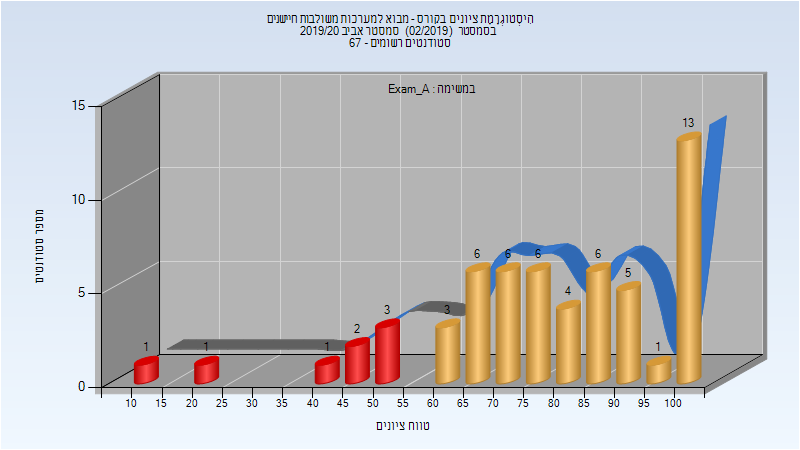 היסטוגרמת ציונים בקורס - מבוא למערכות משולבות חיישנים
בסמסטר (02/2019) סמסטר אביב 2019/20
סטודנטים רשומים - 67
במשימה : Exam_A
מספר סטודנטים
15
10
5
0
1
1
1
2
3
3
6
6
6
4
6
5
1
13
10 15 20 25 30 35 40 45 50 55 60 65 70 75 80 85 90 95 100
טווח ציונים